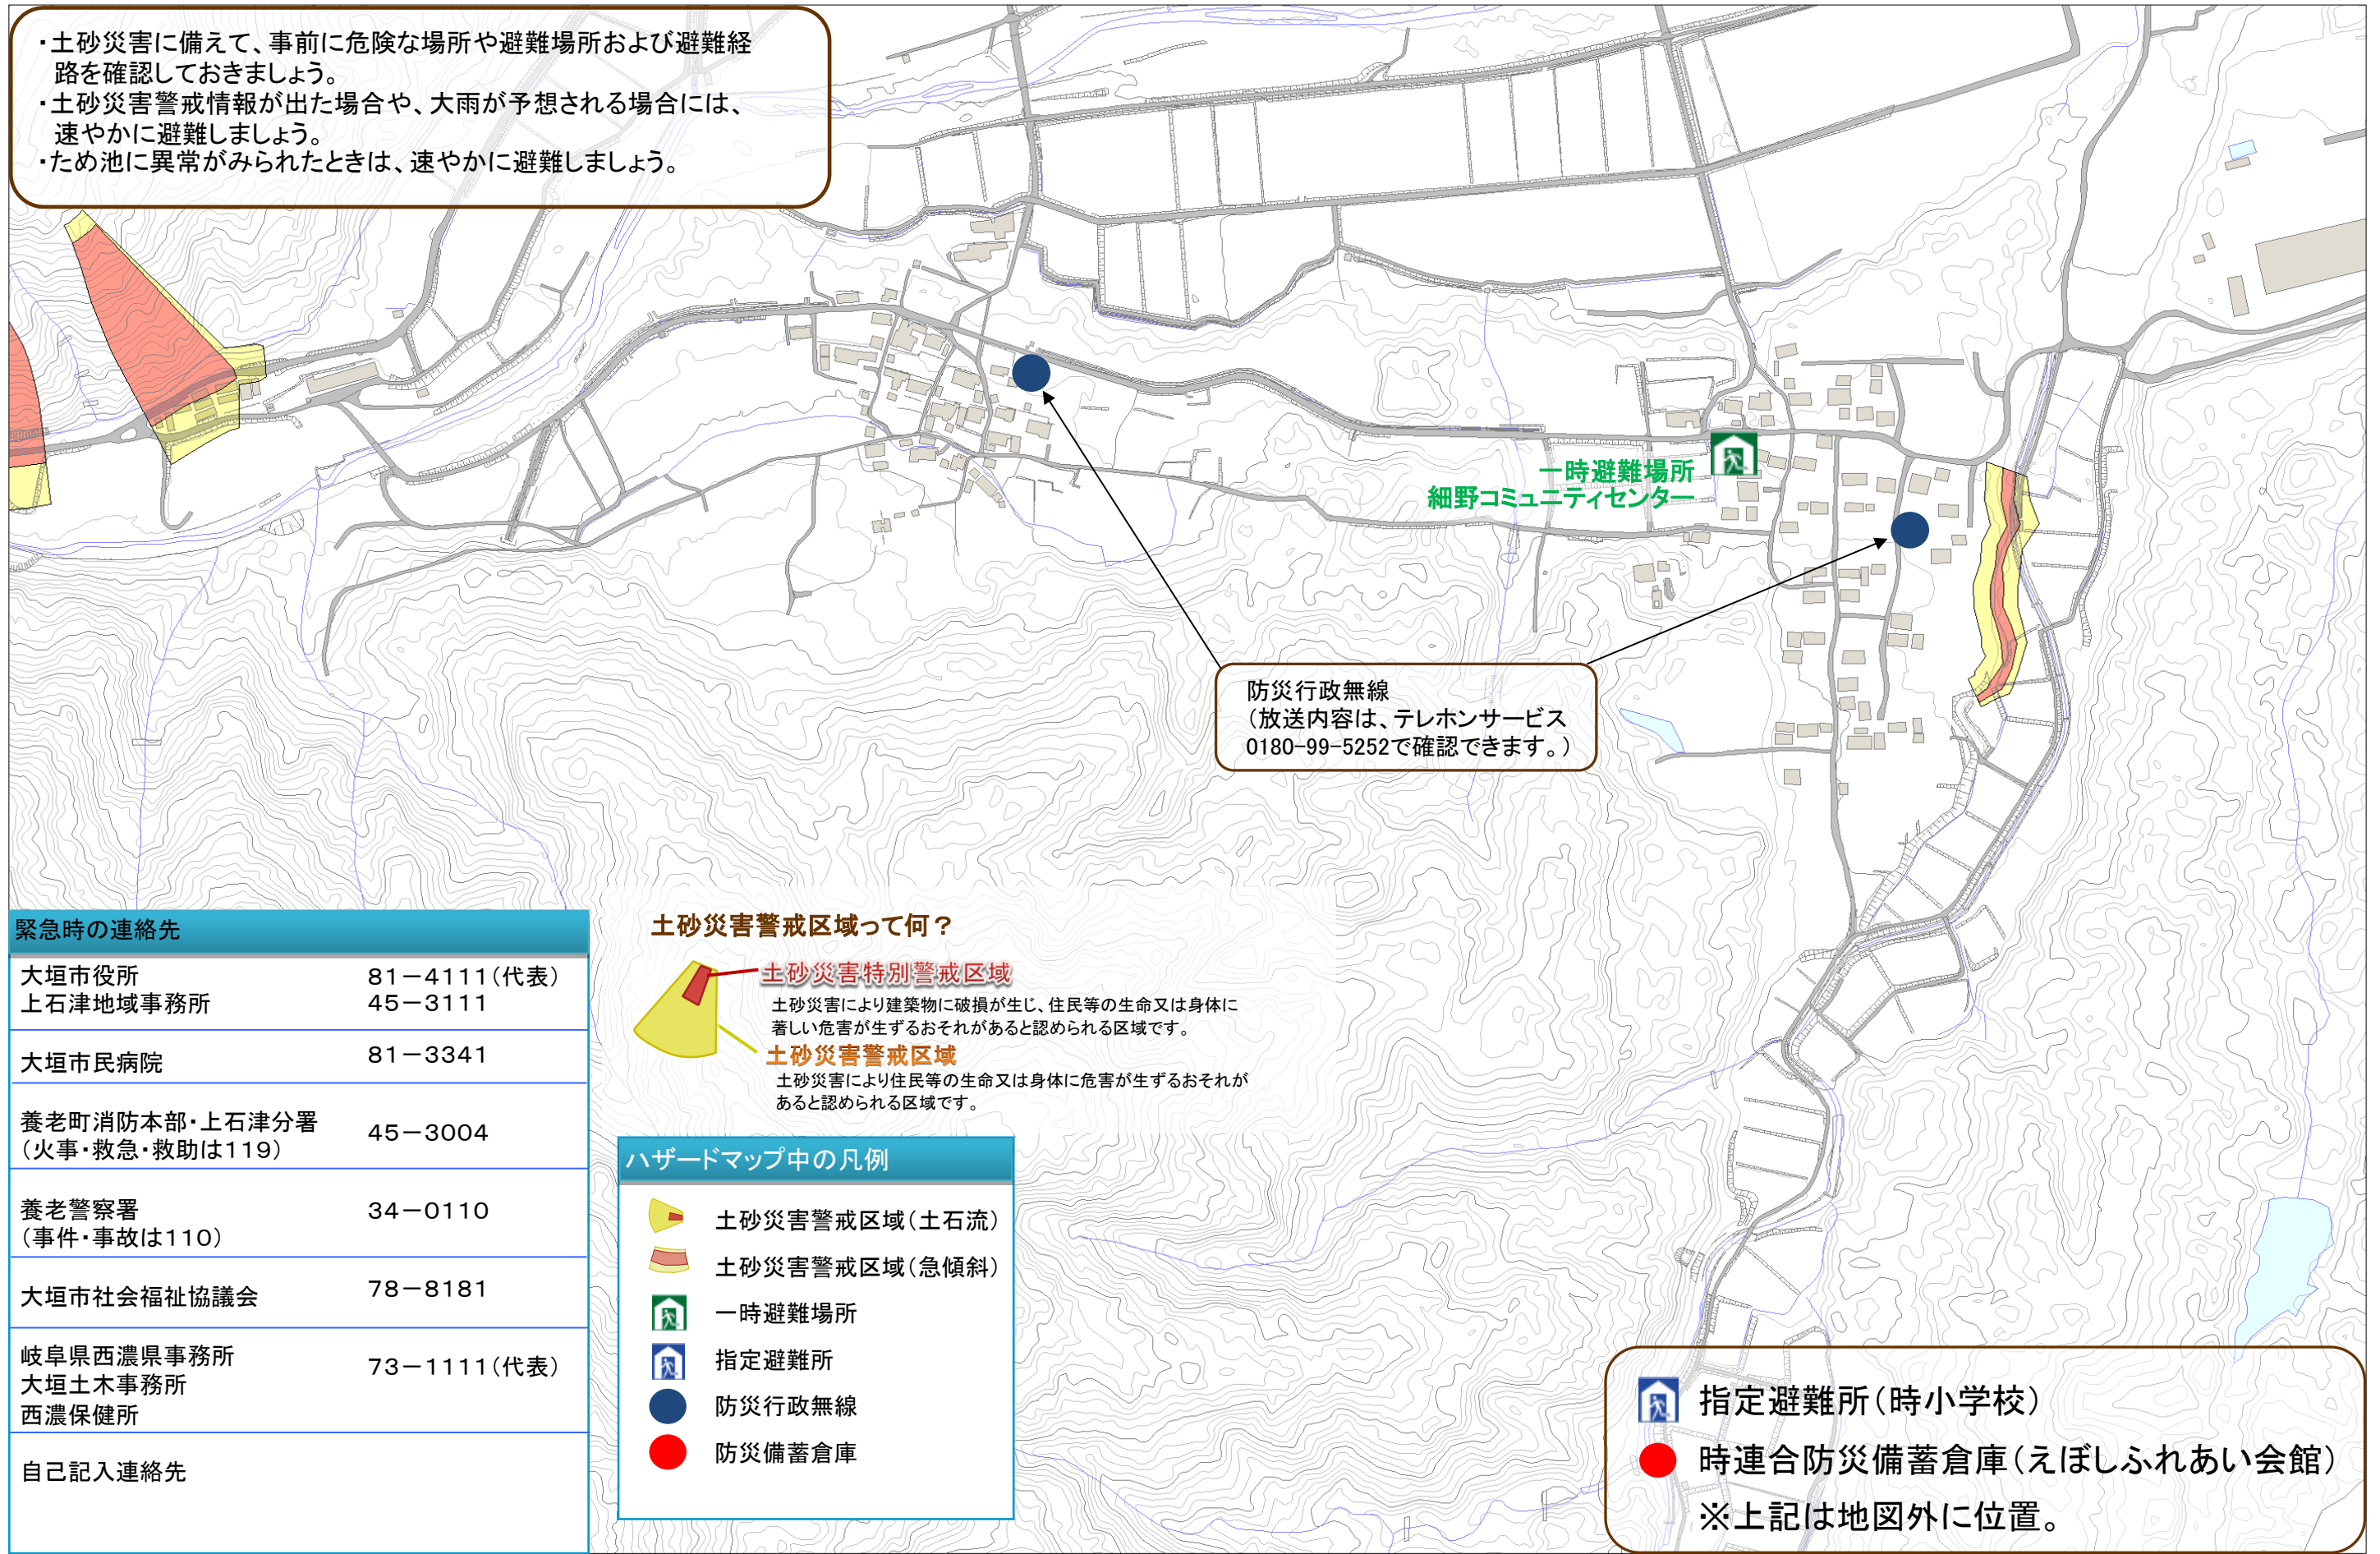 ・土砂災害に備えて、事前に危険な場所や避難場所および避難経
路を確認しておきましょう。
・土砂災害警戒情報が出た場合や、大雨が予想される場合には、
速やかに避難しましょう。
・ため池に異常がみられたときは、速やかに避難しましょう。
一時避難場所
細野コミュニティセンター
防災行政無線
（放送内容は、テレホンサービス
0180-99-5252で確認できます。）
緊急時の連絡先
大垣市役所 81－4111（代表）
上石津地域事務所 45－3111
大垣市民病院 81－3341
養老町消防本部・上石津分署
（火事・救急・救助は119） 45－3004
養老警察署 34－0110
（事件・事故は110）
大垣市社会福祉協議会 78－8181
岐阜県西濃県事務所 73－1111（代表）
大垣土木事務所
西濃保健所
自己記入連絡先
土砂災害警戒区域って何？
土砂災害特別警戒区域
土砂災害により建築物に破損が生じ、住民等の生命又は身体に
著しい危害が生ずるおそれがあると認められる区域です。
土砂災害警戒区域
土砂災害により住民等の生命又は身体に危害が生ずるおそれが
あると認められる区域です。
ハザードマップ中の凡例
土砂災害警戒区域（土石流）
土砂災害警戒区域（急傾斜）
一時避難場所
指定避難所
防災行政無線
防災備蓄倉庫
指定避難所（時小学校）
時連合防災備蓄倉庫（えぼしふれあい会館）
※上記は地図外に位置。